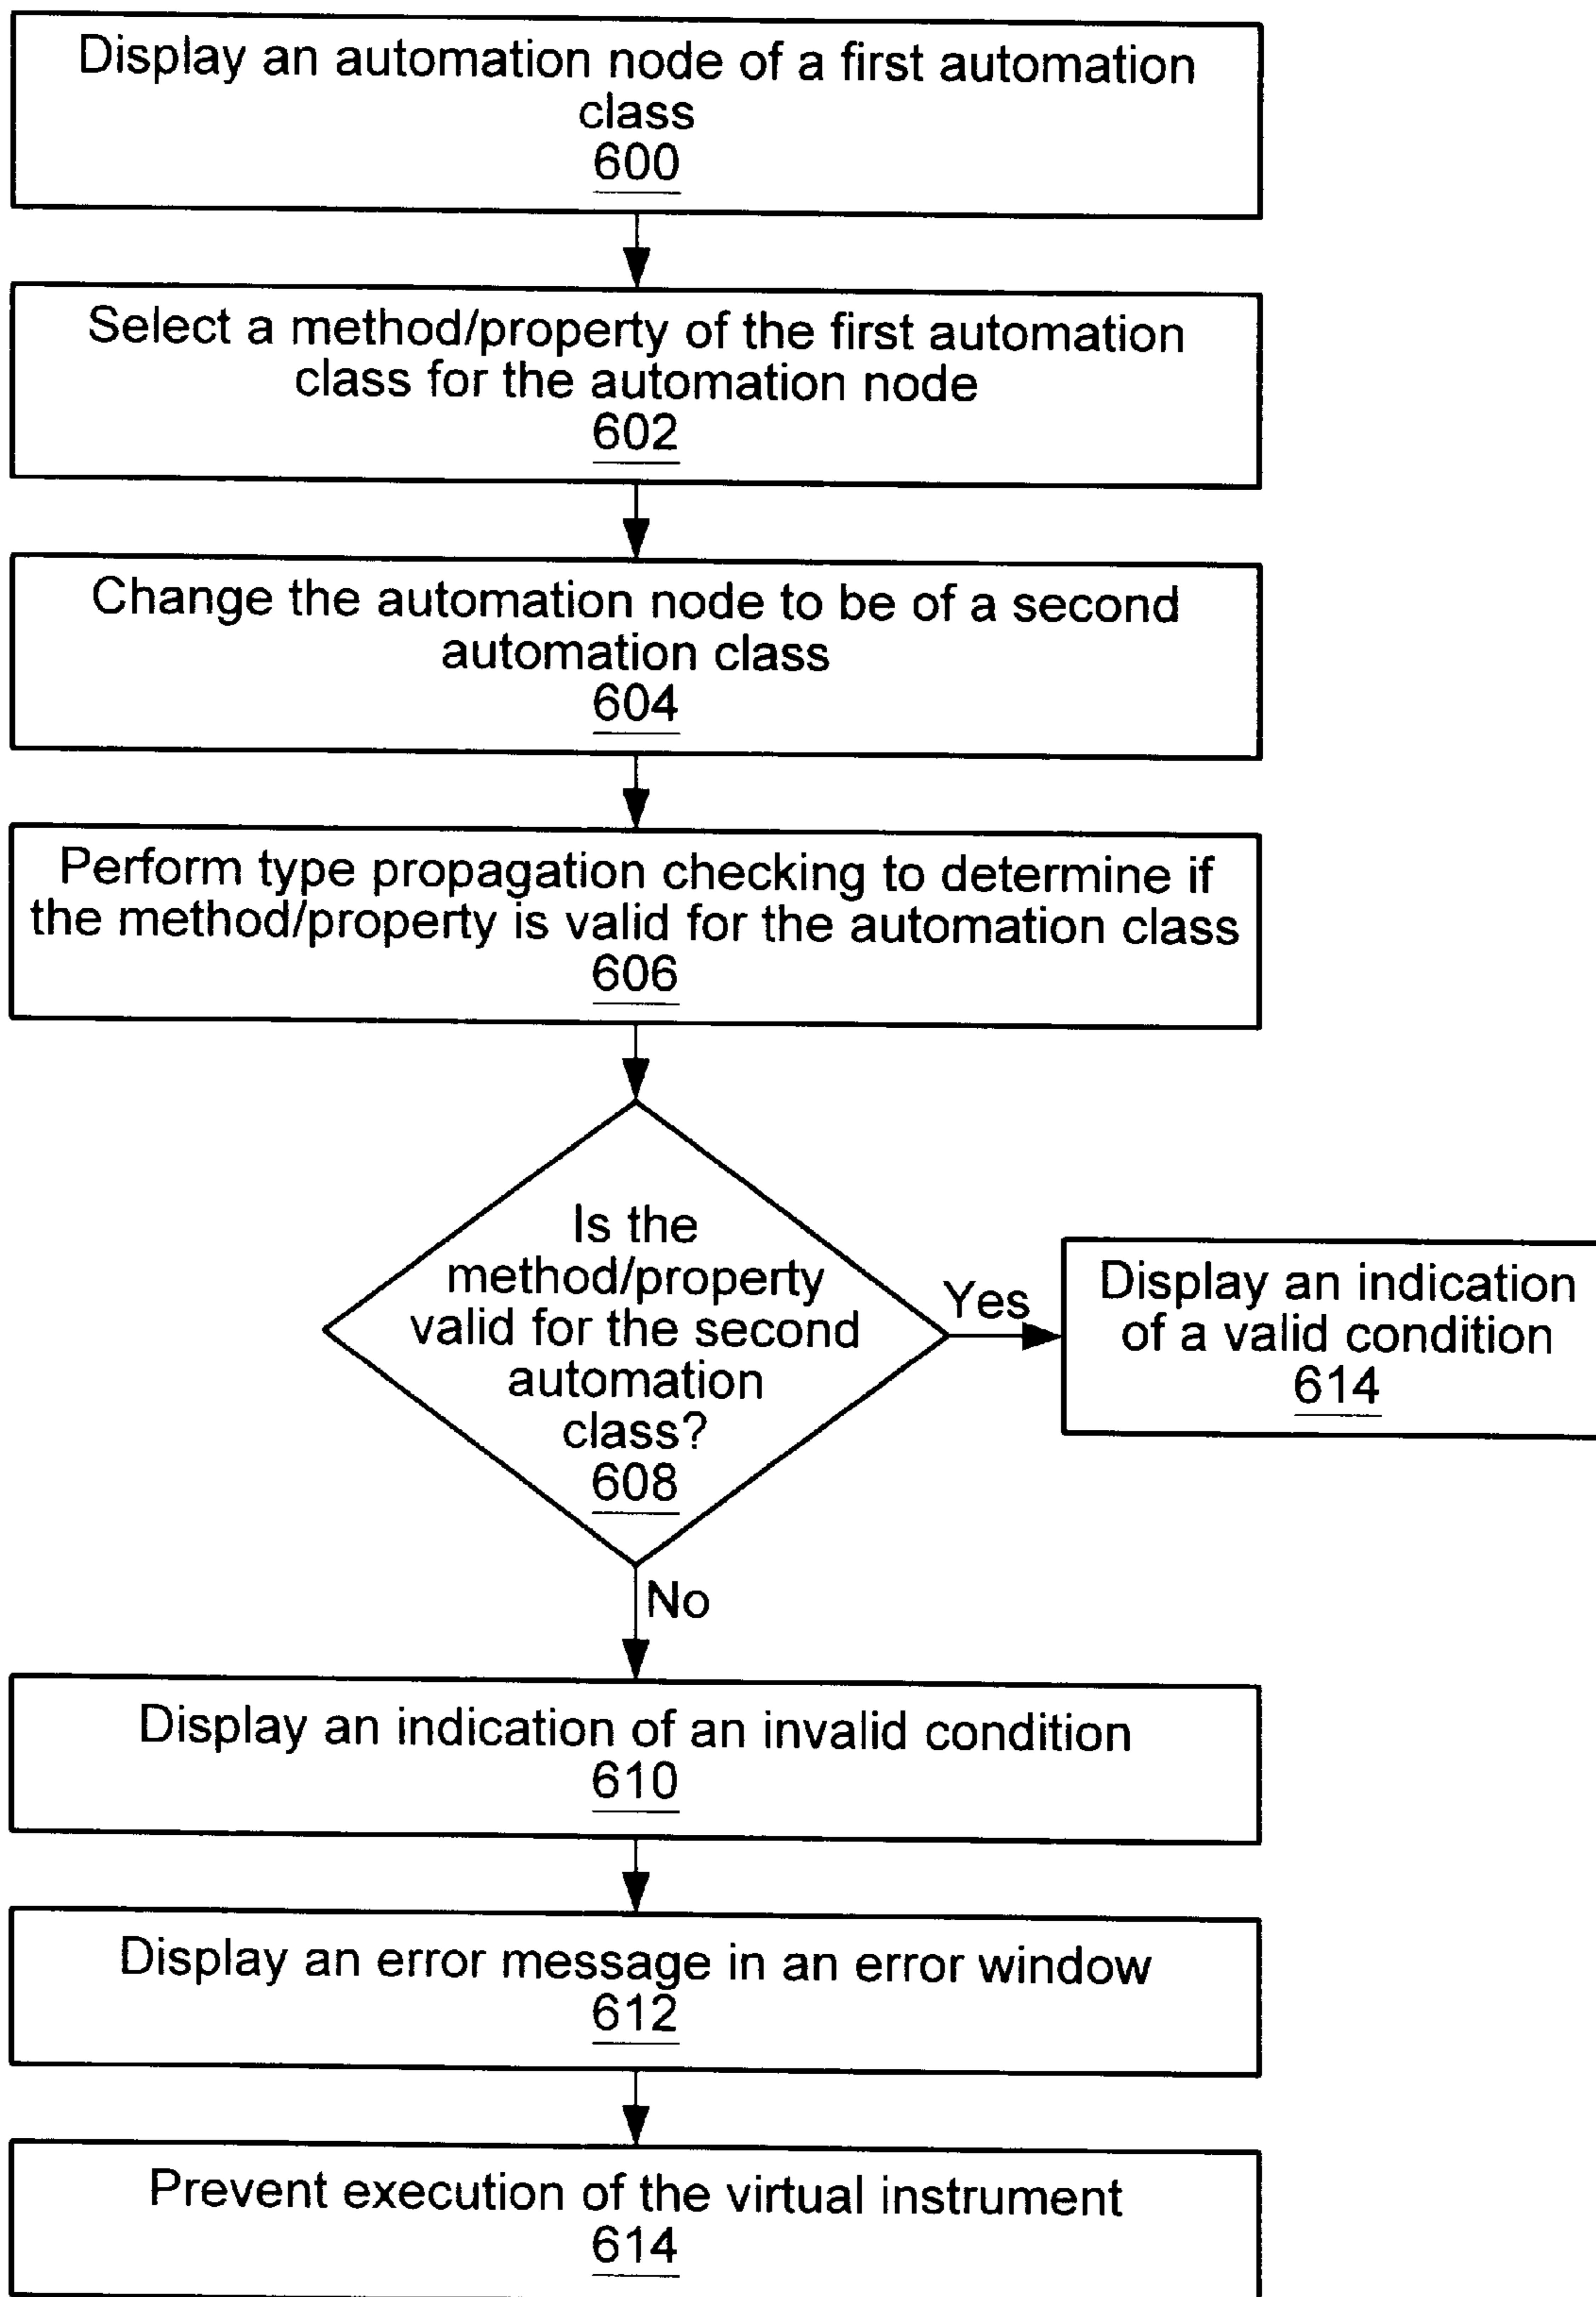 Display an automation node of a first automation
class
600
Select a method/property of the first automation
class for the automation node
602
Change the automation node to be of a second
automation class
604
Perform type propagation checking to determine if
the method/property is valid for the automation class
606
Is the
method/property
valid for the second
automation
class?
608
Yes
Display an indication
of a valid condition
614
No
Display an indication of an invalid condition
610
Display an error message in an error window
612
Prevent execution of the virtual instrument
614